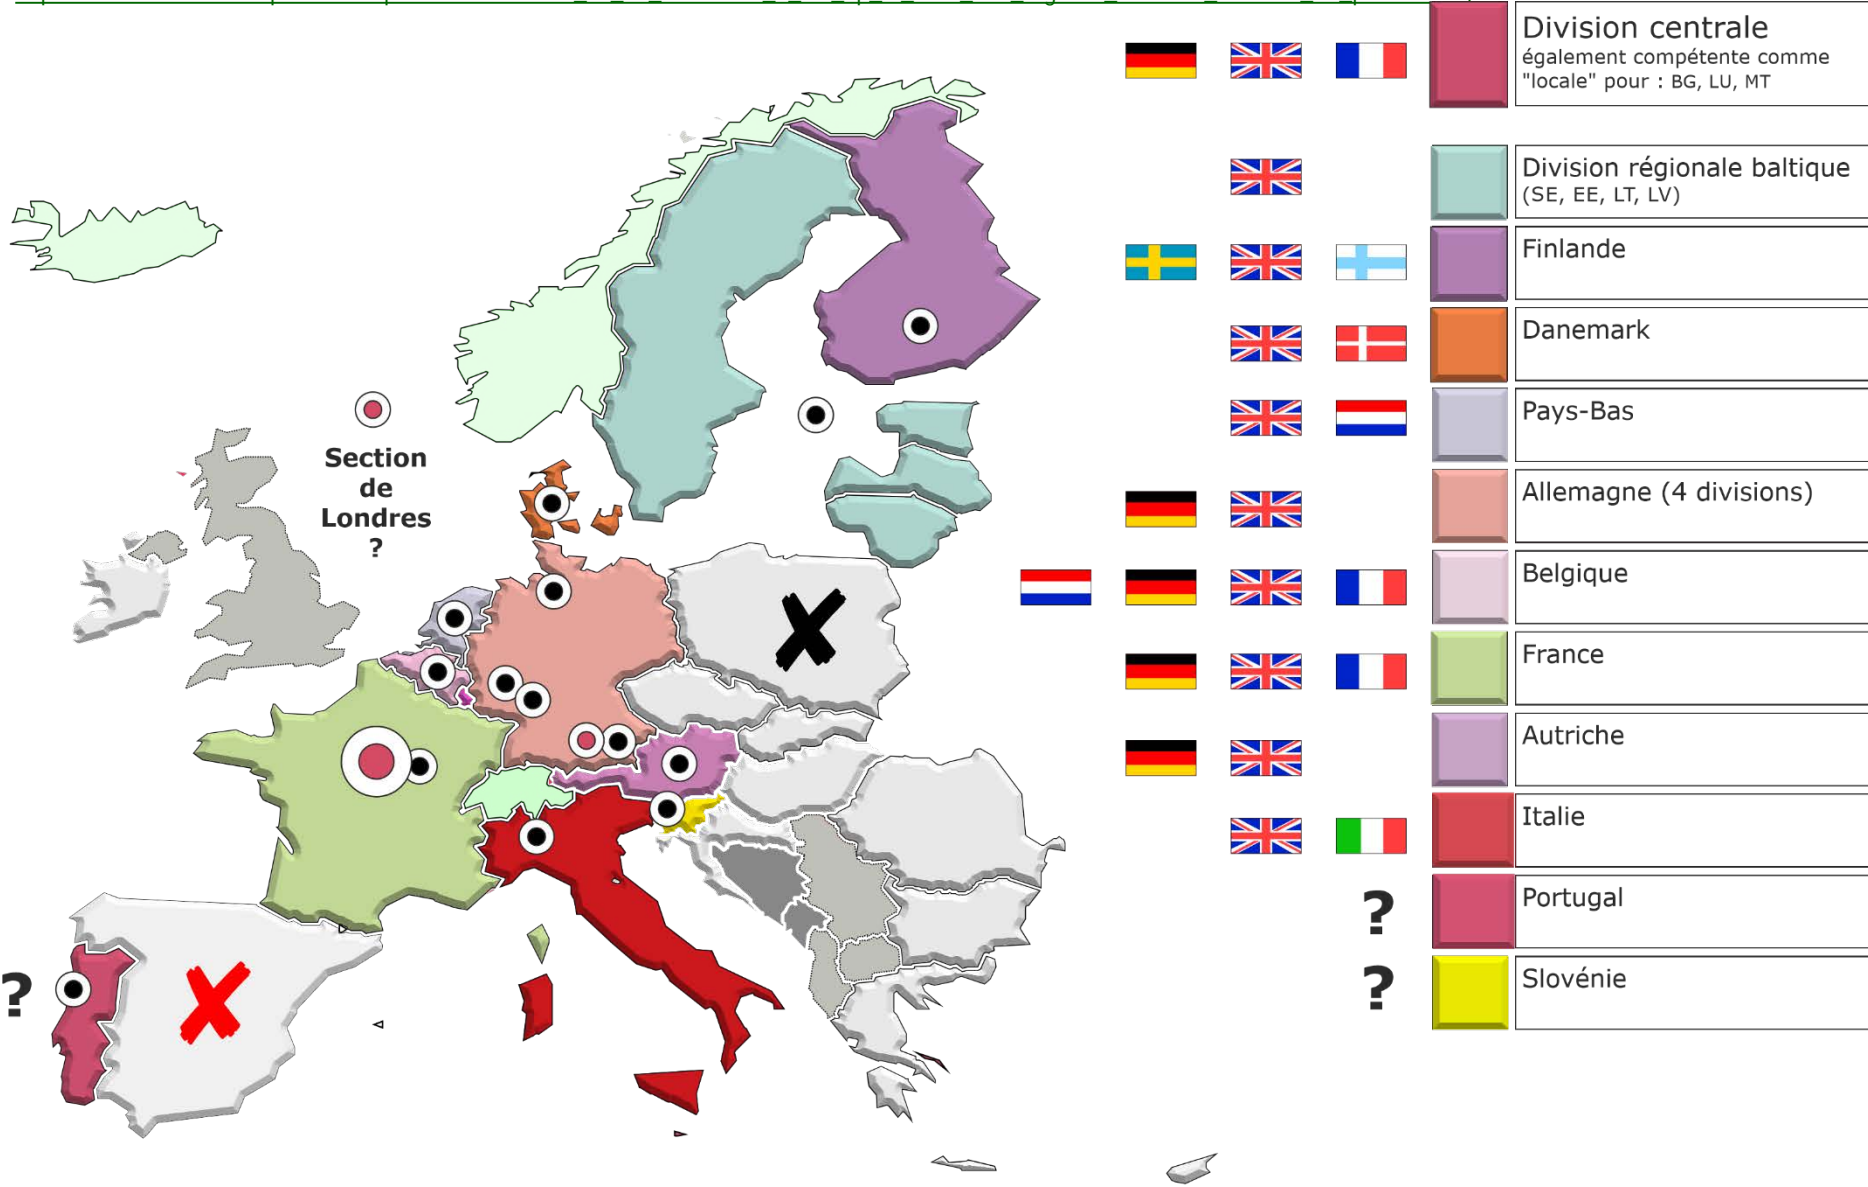 Division centrale
également compétente comme
"locale" pour : BG, LU, MT
Division régionale baltique
(SE, EE, LT, LV)
Finlande
Danemark
Pays-Bas
Section
de
Londres
?
Allemagne (4 divisions)
Belgique
France
Autriche
Italie
? Portugal
? Slovénie
?